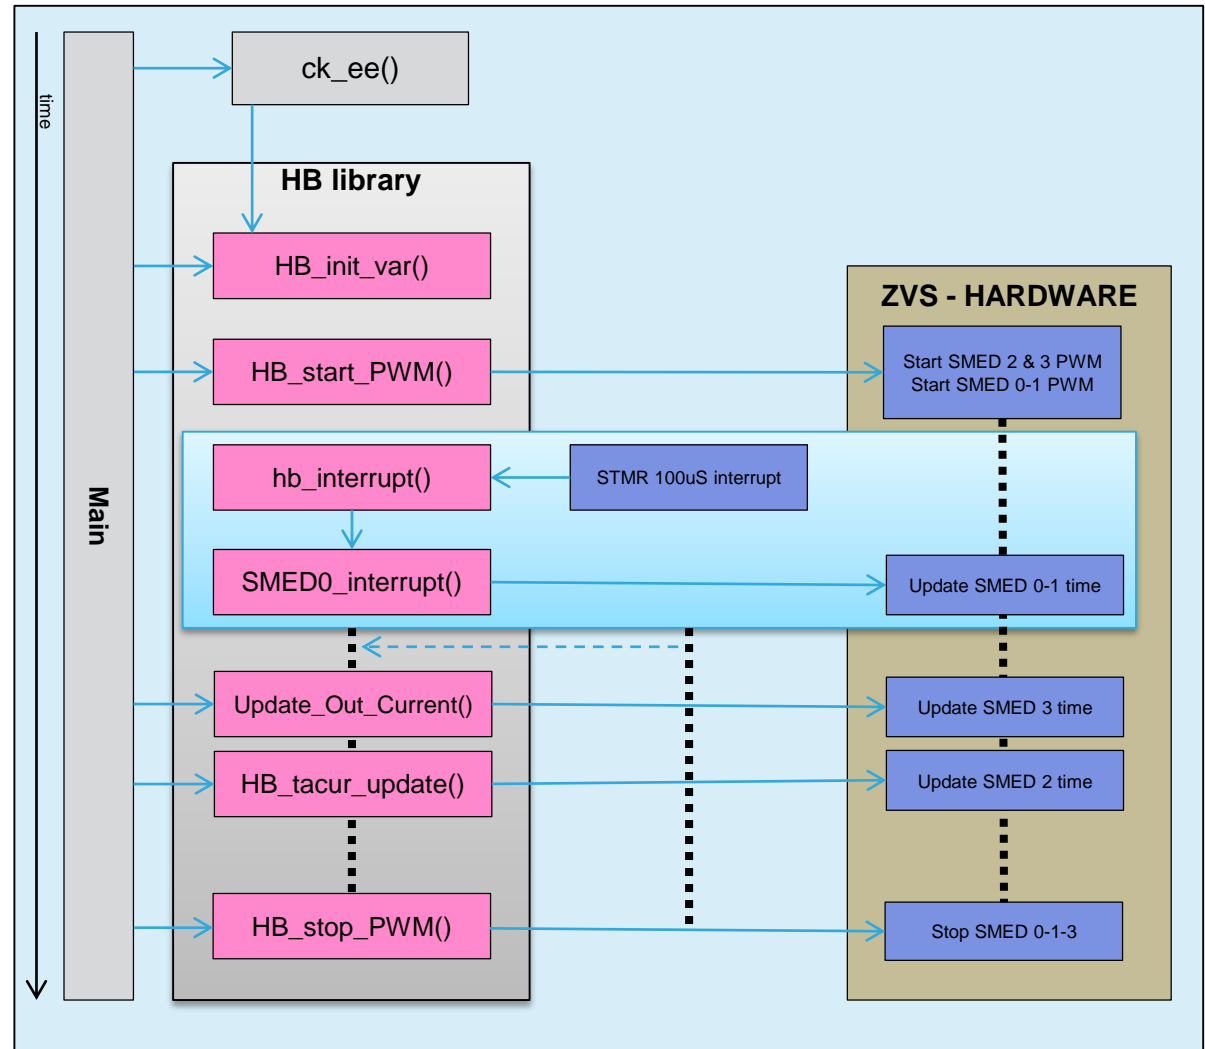 time
Main
ck_ee()
HB library
HB_init_var()
ZVS - HARDWARE
HB_start_PWM()
Start SMED 2 & 3 PWM
Start SMED 0-1 PWM
hb_interrupt()
STMR 100uS interrupt
SMED0_interrupt()
Update SMED 0-1 time
Update_Out_Current()
Update SMED 3 time
HB_tacur_update()
Update SMED 2 time
HB_stop_PWM()
Stop SMED 0-1-3